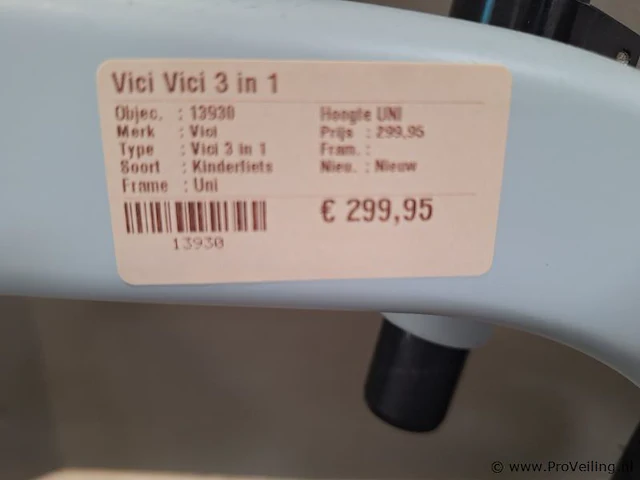 Vici Vici 3 in 1
Objec. : 13930
Merk : Vici
Type : Vici 3 in 1
Soort : Kinderfiets
Frame : Uni
Hoogte UNI
Prijs : 299,95
Fram. :
Nieu. : Nieuw
€ 299,95
13930
© www.ProVeiling.nl